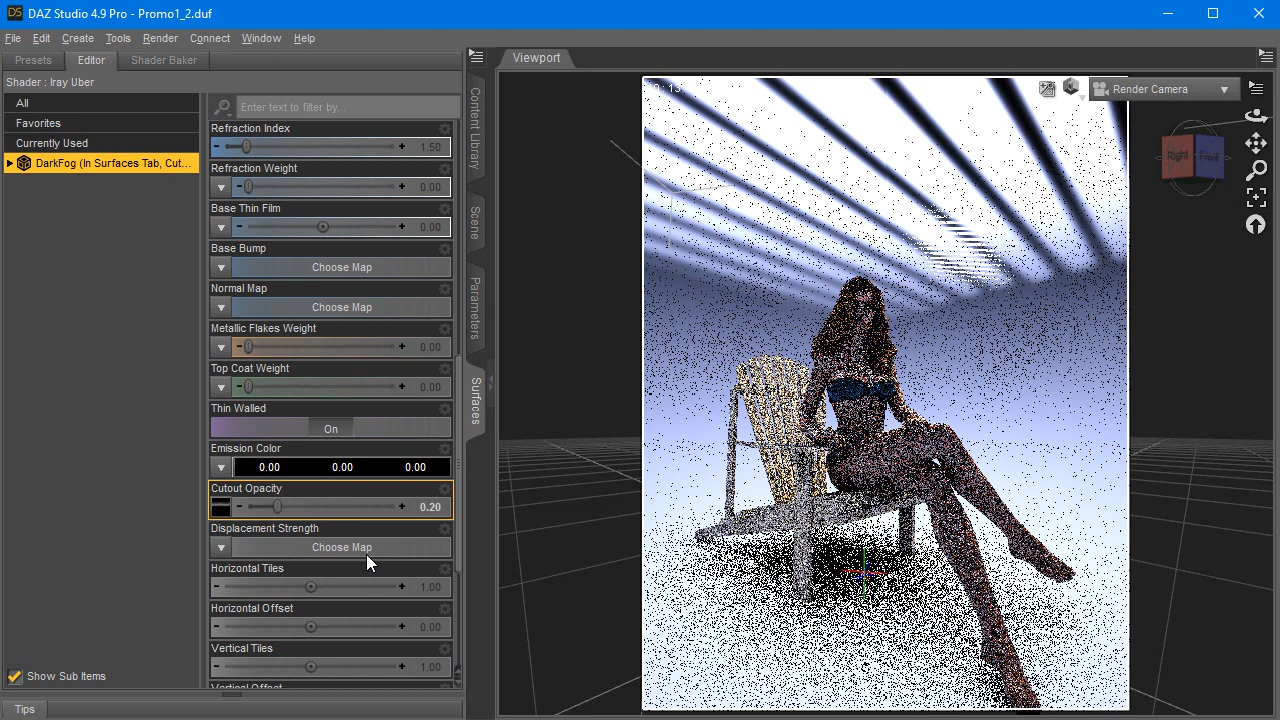 DAZ Studio 4.9 Pro - Promo1_2.duf
File Edit Create Tools Render Connect Window Help
Presets Editor Shader Baker
Shader : Iray Uber
All
Favorites
Currently Used
DarkFog (In Surfaces Tab, Cut...
Show Sub Items
Tips
Enter text to filter by...
Refraction Index
1.50
Refraction Weight
0.00
Base Thin Film
0.00
Base Bump
Choose Map
Normal Map
Choose Map
Metallic Flakes Weight
0.00
Top Coat Weight
0.00
Thin Walled
On
Emission Color
0.00 0.00 0.00
Cutout Opacity
0.20
Displacement Strength
Choose Map
Horizontal Tiles
1.00
Horizontal Offset
0.00
Vertical Tiles
1.00
Vertical Offset
Content Library
Scene
Parameters
Surfaces
Viewport
Render Camera
Right Front